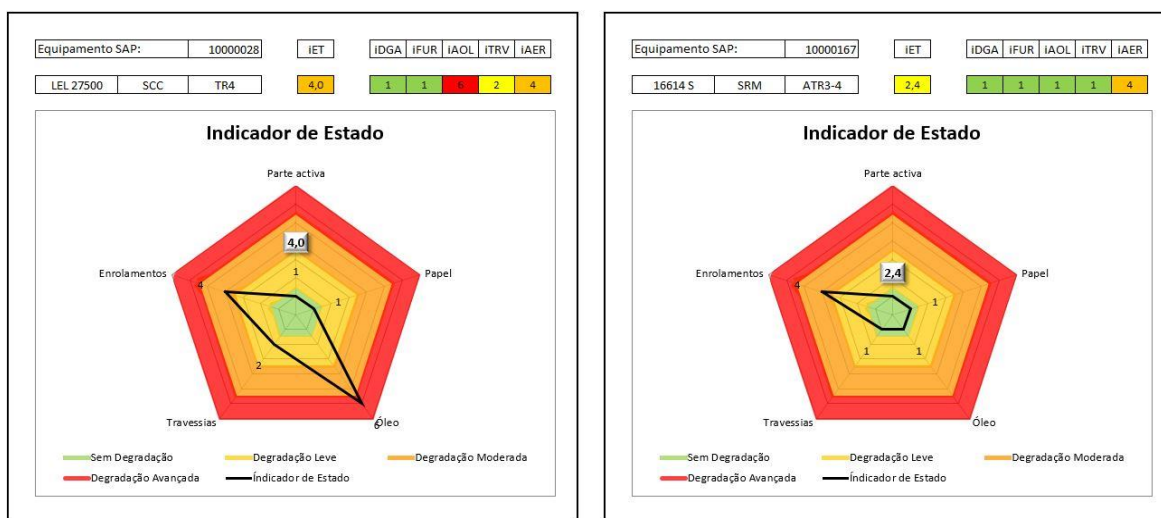 Equipamento SAP: 10000028 iET iDGA iFUR iAOL iTRV iAER
LEL 27500 SCC TR4 4,0 1 1 6 2 4
Indicador de Estado
Parte activa
4,0
1
Enrolamentos
4
Papel
1
2
Travessias
Óleo
6
Sem Degradação
Degradação Leve
Degradação Moderada
Degradação Avançada
Índicador de Estado
Equipamento SAP: 10000167 iET iDGA iFUR iAOL iTRV iAER
16614 S SRM ATR3-4 2,4 1 1 1 1 4
Indicador de Estado
Parte activa
2,4
Enrolamentos
4
Papel
1
1
1
Travessias
Óleo
Sem Degradação
Degradação Leve
Degradação Moderada
Degradação Avançada
Índicador de Estado